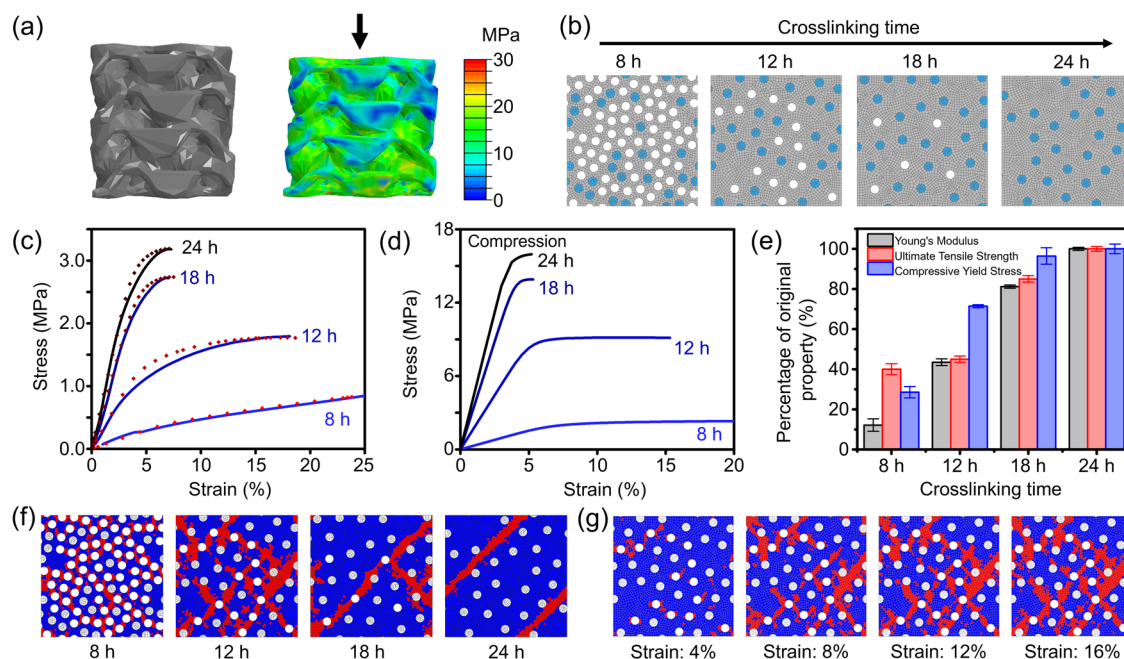 (a)
MPa
30
20
10
0
(b)
Crosslinking time
8 h
12 h
18 h
24 h
(c)
Stress (MPa)
3.0
2.0
1.0
0.0
0
5
10
15
20
25
Strain (%)
24 h
18 h
12 h
8 h
(d)
Stress (MPa)
18
15
12
9
6
3
0
0
5
10
15
20
Strain (%)
Compression
24 h
18 h
12 h
8 h
(e)
Percentage of original
property (%)
100
80
60
40
20
0
Young's Modulus
Ultimate Tensile Strength
Compressive Yield Stress
8 h
12 h
18 h
24 h
Crosslinking time
(f)
8 h
12 h
18 h
24 h
(g)
Strain: 4%
Strain: 8%
Strain: 12%
Strain: 16%